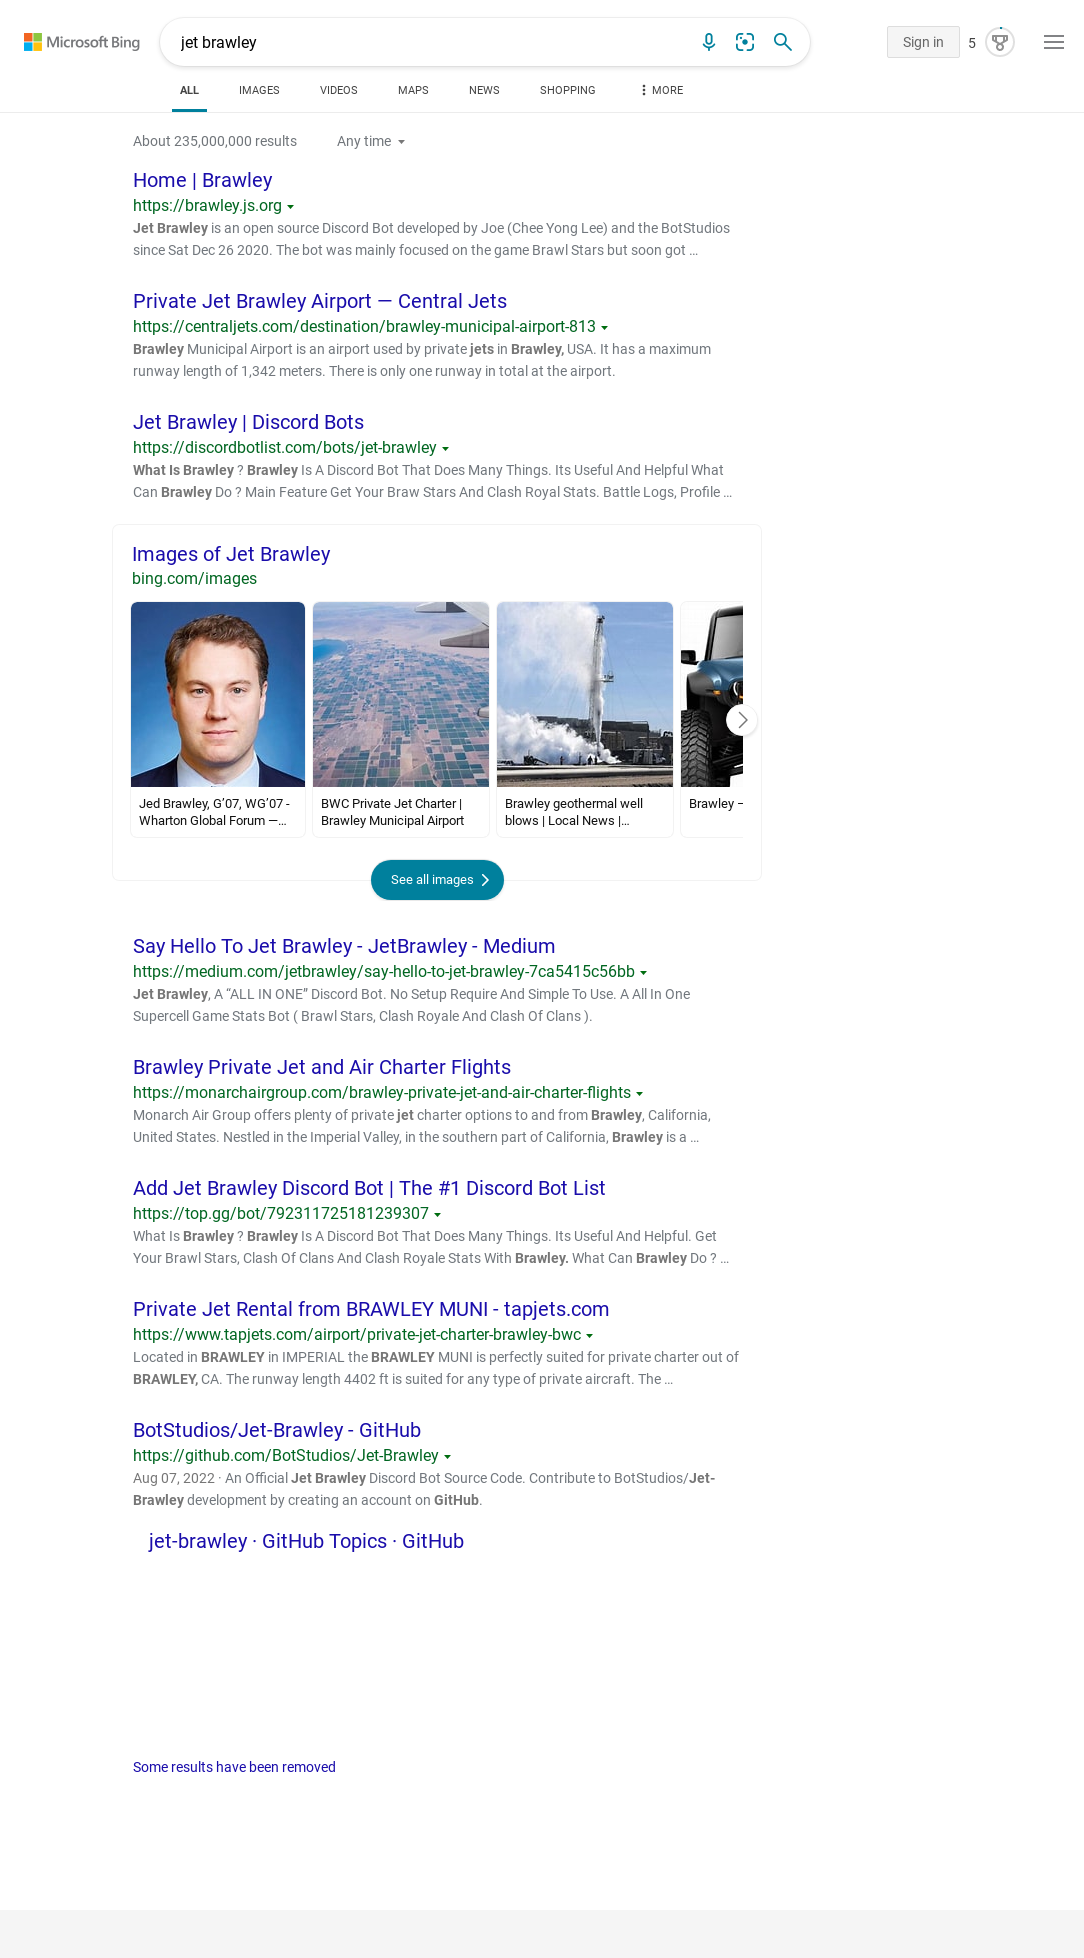 Microsoft Bing
jet brawley
Sign in
5
ALL
IMAGES
VIDEOS
MAPS
NEWS
SHOPPING
MORE
About 235,000,000 results
Any time
Home | Brawley
https://brawley.js.org
Jet Brawley is an open source Discord Bot developed by Joe (Chee Yong Lee) and the BotStudios
since Sat Dec 26 2020. The bot was mainly focused on the game Brawl Stars but soon got …
Private Jet Brawley Airport — Central Jets
https://centraljets.com/destination/brawley-municipal-airport-813
Brawley Municipal Airport is an airport used by private jets in Brawley, USA. It has a maximum
runway length of 1,342 meters. There is only one runway in total at the airport.
Jet Brawley | Discord Bots
https://discordbotlist.com/bots/jet-brawley
What Is Brawley ? Brawley Is A Discord Bot That Does Many Things. Its Useful And Helpful What
Can Brawley Do ? Main Feature Get Your Braw Stars And Clash Royal Stats. Battle Logs, Profile …
Images of Jet Brawley
bing.com/images
Jed Brawley, G’07, WG’07 -
Wharton Global Forum —…
BWC Private Jet Charter |
Brawley Municipal Airport
Brawley geothermal well
blows | Local News |…
Brawley –
See all images
Say Hello To Jet Brawley - JetBrawley - Medium
https://medium.com/jetbrawley/say-hello-to-jet-brawley-7ca5415c56bb
Jet Brawley, A “ALL IN ONE” Discord Bot. No Setup Require And Simple To Use. A All In One
Supercell Game Stats Bot ( Brawl Stars, Clash Royale And Clash Of Clans ).
Brawley Private Jet and Air Charter Flights
https://monarchairgroup.com/brawley-private-jet-and-air-charter-flights
Monarch Air Group offers plenty of private jet charter options to and from Brawley, California,
United States. Nestled in the Imperial Valley, in the southern part of California, Brawley is a …
Add Jet Brawley Discord Bot | The #1 Discord Bot List
https://top.gg/bot/792311725181239307
What Is Brawley ? Brawley Is A Discord Bot That Does Many Things. Its Useful And Helpful. Get
Your Brawl Stars, Clash Of Clans And Clash Royale Stats With Brawley. What Can Brawley Do ? …
Private Jet Rental from BRAWLEY MUNI - tapjets.com
https://www.tapjets.com/airport/private-jet-charter-brawley-bwc
Located in BRAWLEY in IMPERIAL the BRAWLEY MUNI is perfectly suited for private charter out of
BRAWLEY, CA. The runway length 4402 ft is suited for any type of private aircraft. The …
BotStudios/Jet-Brawley - GitHub
https://github.com/BotStudios/Jet-Brawley
Aug 07, 2022 · An Official Jet Brawley Discord Bot Source Code. Contribute to BotStudios/Jet-
Brawley development by creating an account on GitHub.
jet-brawley · GitHub Topics · GitHub
Some results have been removed